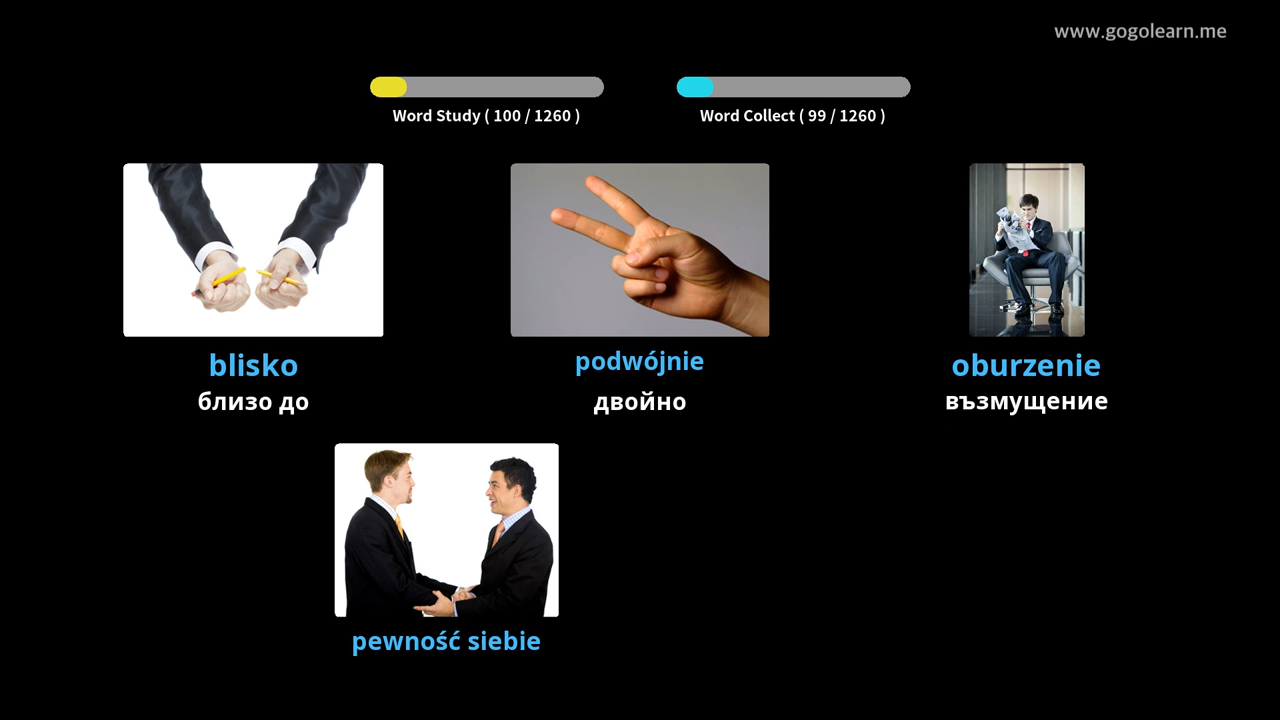 www.gogolearn.me
Word Study ( 100 / 1260 )
Word Collect ( 99 / 1260 )
blisko
близо до
podwójnie
двойно
oburzenie
възмущение
pewność siebie